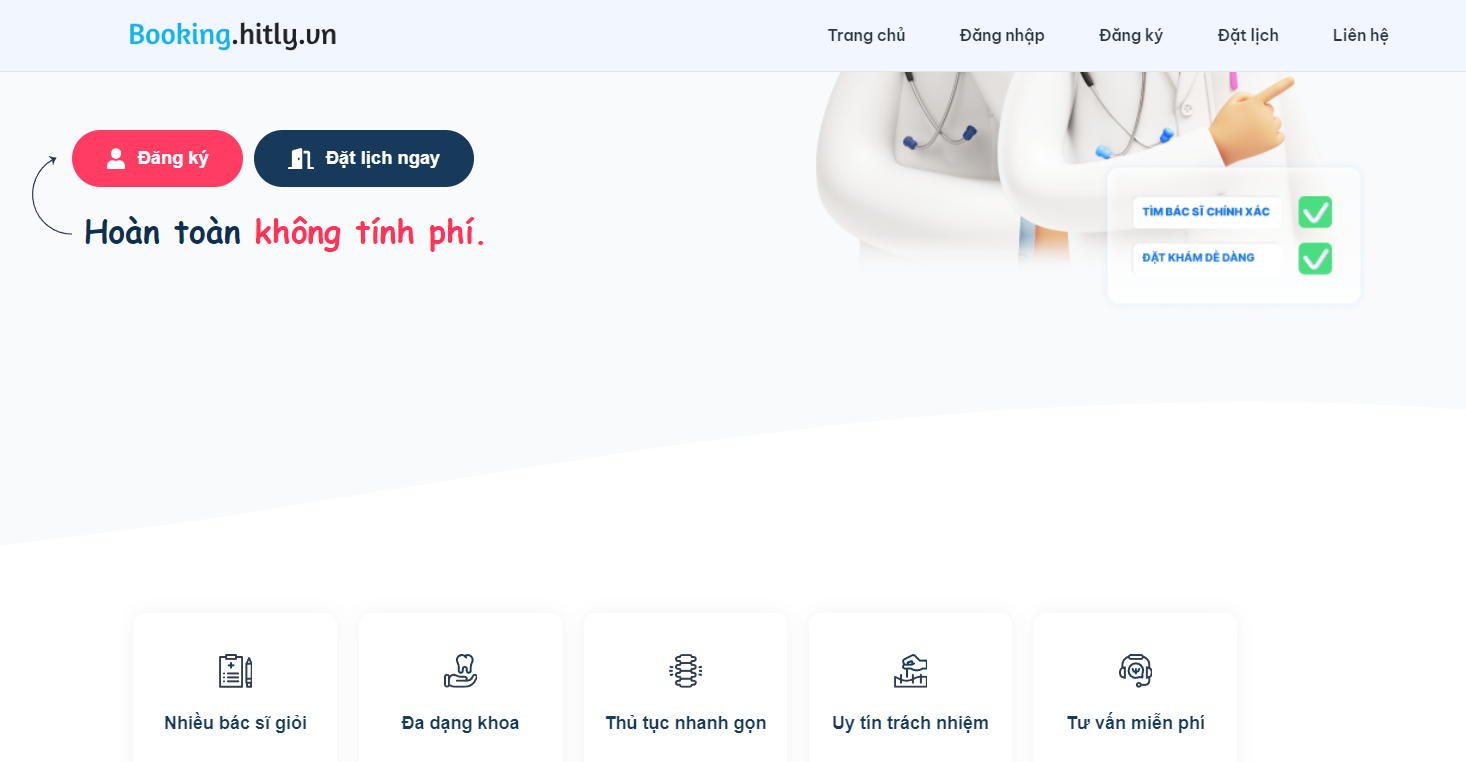 Booking.hitly.vn
Trang chủ
Đăng nhập
Đăng ký
Đặt lịch
Liên hệ
Đăng ký
Đặt lịch ngay
Hoàn toàn không tính phí.
TÌM BÁC SĨ CHÍNH XÁC
ĐẶT KHÁM DỄ DÀNG
Nhiều bác sĩ giỏi
Đa dạng khoa
Thủ tục nhanh gọn
Uy tín trách nhiệm
Tư vấn miễn phí